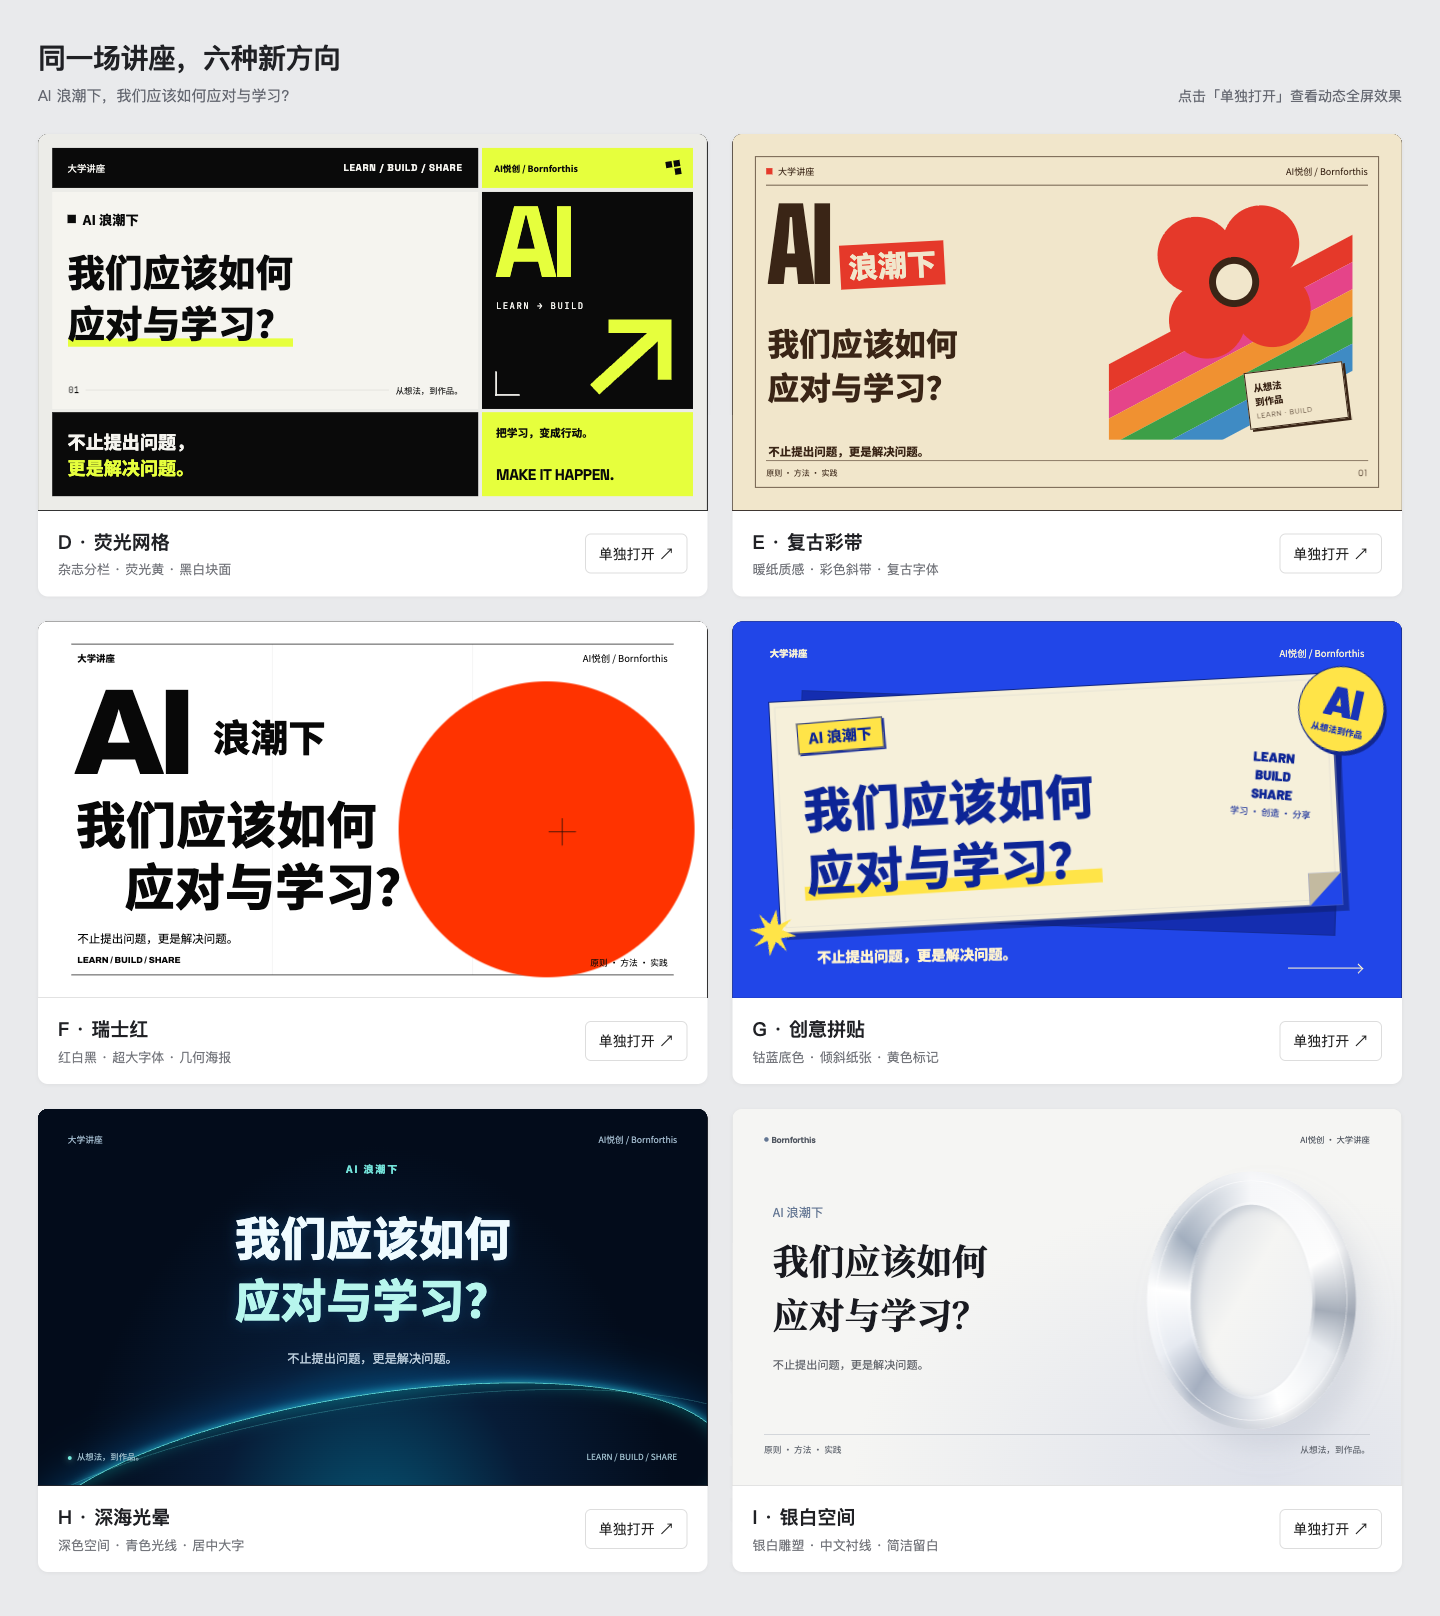 同一场讲座，六种新方向
AI 浪潮下，我们应该如何应对与学习？
点击「单独打开」查看动态全屏效果
大学讲座
LEARN / BUILD / SHARE
AI悦创 / Bornforthis
AI 浪潮下
我们应该如何
应对与学习？
01
从想法，到作品。
AI
LEARN → BUILD
不止提出问题，
更是解决问题。
把学习，变成行动。
MAKE IT HAPPEN.
D · 荧光网格
杂志分栏 · 荧光黄 · 黑白块面
单独打开 ↗
大学讲座
AI悦创 / Bornforthis
AI
浪潮下
我们应该如何
应对与学习？
从想法
到作品
LEARN · BUILD
不止提出问题，更是解决问题。
原则 · 方法 · 实践
01
E · 复古彩带
暖纸质感 · 彩色斜带 · 复古字体
单独打开 ↗
大学讲座
AI悦创 / Bornforthis
AI 浪潮下
我们应该如何
应对与学习？
不止提出问题，更是解决问题。
LEARN / BUILD / SHARE
原则 · 方法 · 实践
F · 瑞士红
红白黑 · 超大字体 · 几何海报
单独打开 ↗
大学讲座
AI悦创 / Bornforthis
AI
从想法到作品
AI 浪潮下
LEARN
BUILD
SHARE
学习 · 创造 · 分享
我们应该如何
应对与学习？
不止提出问题，更是解决问题。
G · 创意拼贴
钴蓝底色 · 倾斜纸张 · 黄色标记
单独打开 ↗
大学讲座
AI悦创 / Bornforthis
AI 浪潮下
我们应该如何
应对与学习？
不止提出问题，更是解决问题。
从想法，到作品。
LEARN / BUILD / SHARE
H · 深海光晕
深色空间 · 青色光线 · 居中大字
单独打开 ↗
Bornforthis
AI悦创 · 大学讲座
AI 浪潮下
我们应该如何
应对与学习？
不止提出问题，更是解决问题。
原则 · 方法 · 实践
从想法，到作品。
I · 银白空间
银白雕塑 · 中文衬线 · 简洁留白
单独打开 ↗